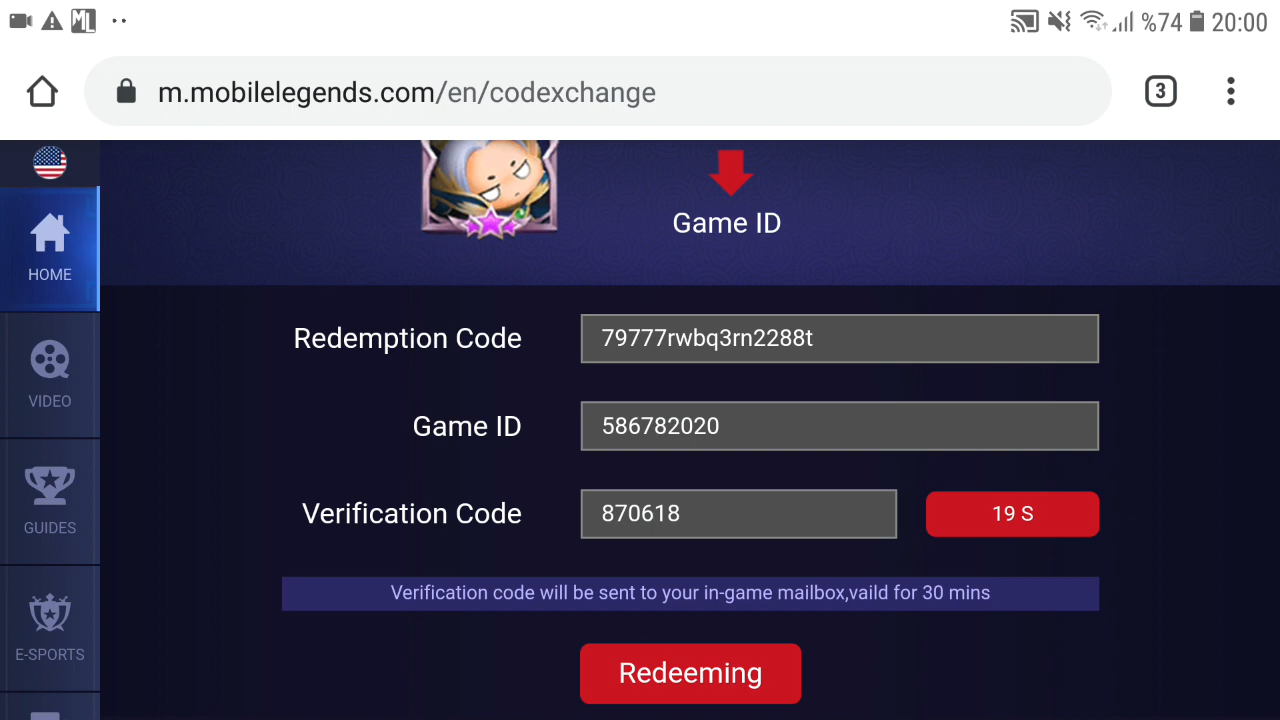 ML
%74 20:00
m.mobilelegends.com/en/codexchange
3
Game ID
HOME
Redemption Code 79777rwbq3rn2288t
VIDEO
Game ID 586782020
GUIDES
Verification Code 870618 19 S
Verification code will be sent to your in-game mailbox,vaild for 30 mins
E-SPORTS
Redeeming